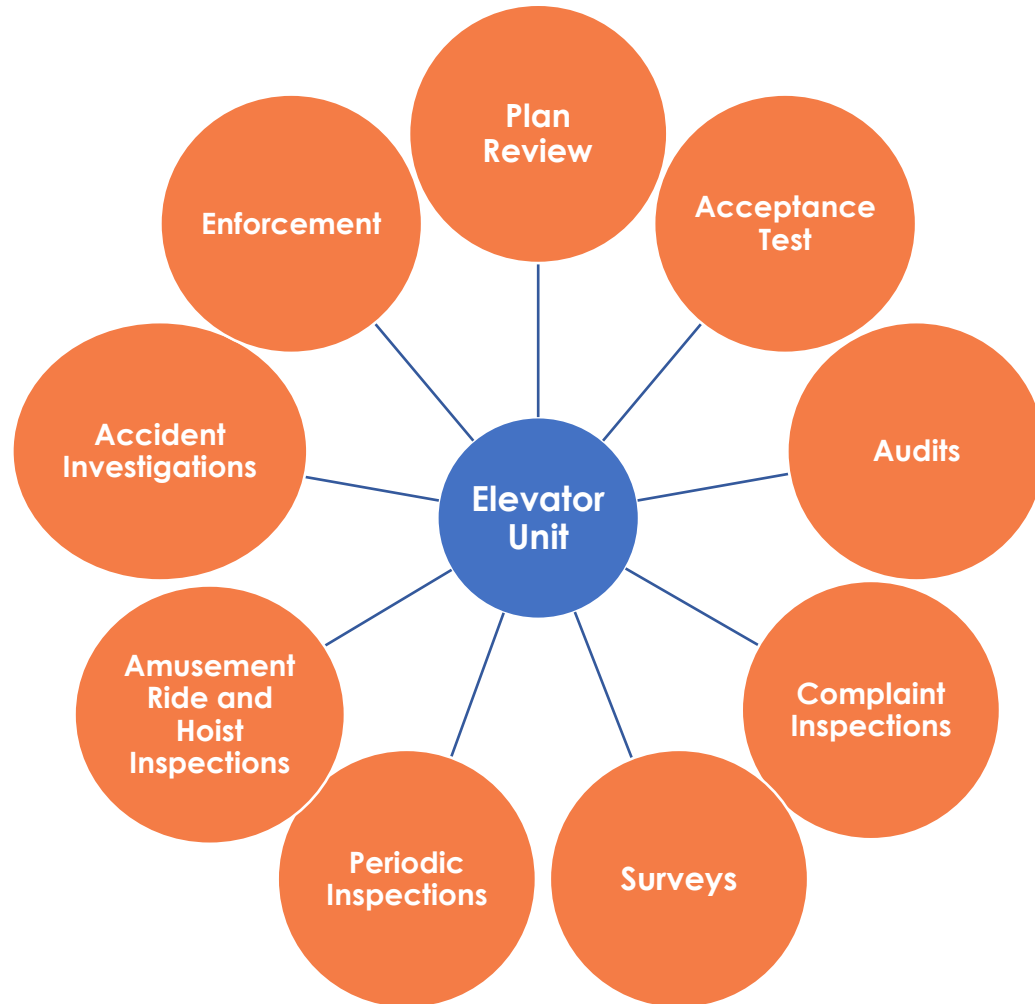 Plan
Review
Acceptance
Test
Audits
Complaint
Inspections
Surveys
Periodic
Inspections
Amusement
Ride and
Hoist
Inspections
Accident
Investigations
Enforcement
Elevator
Unit